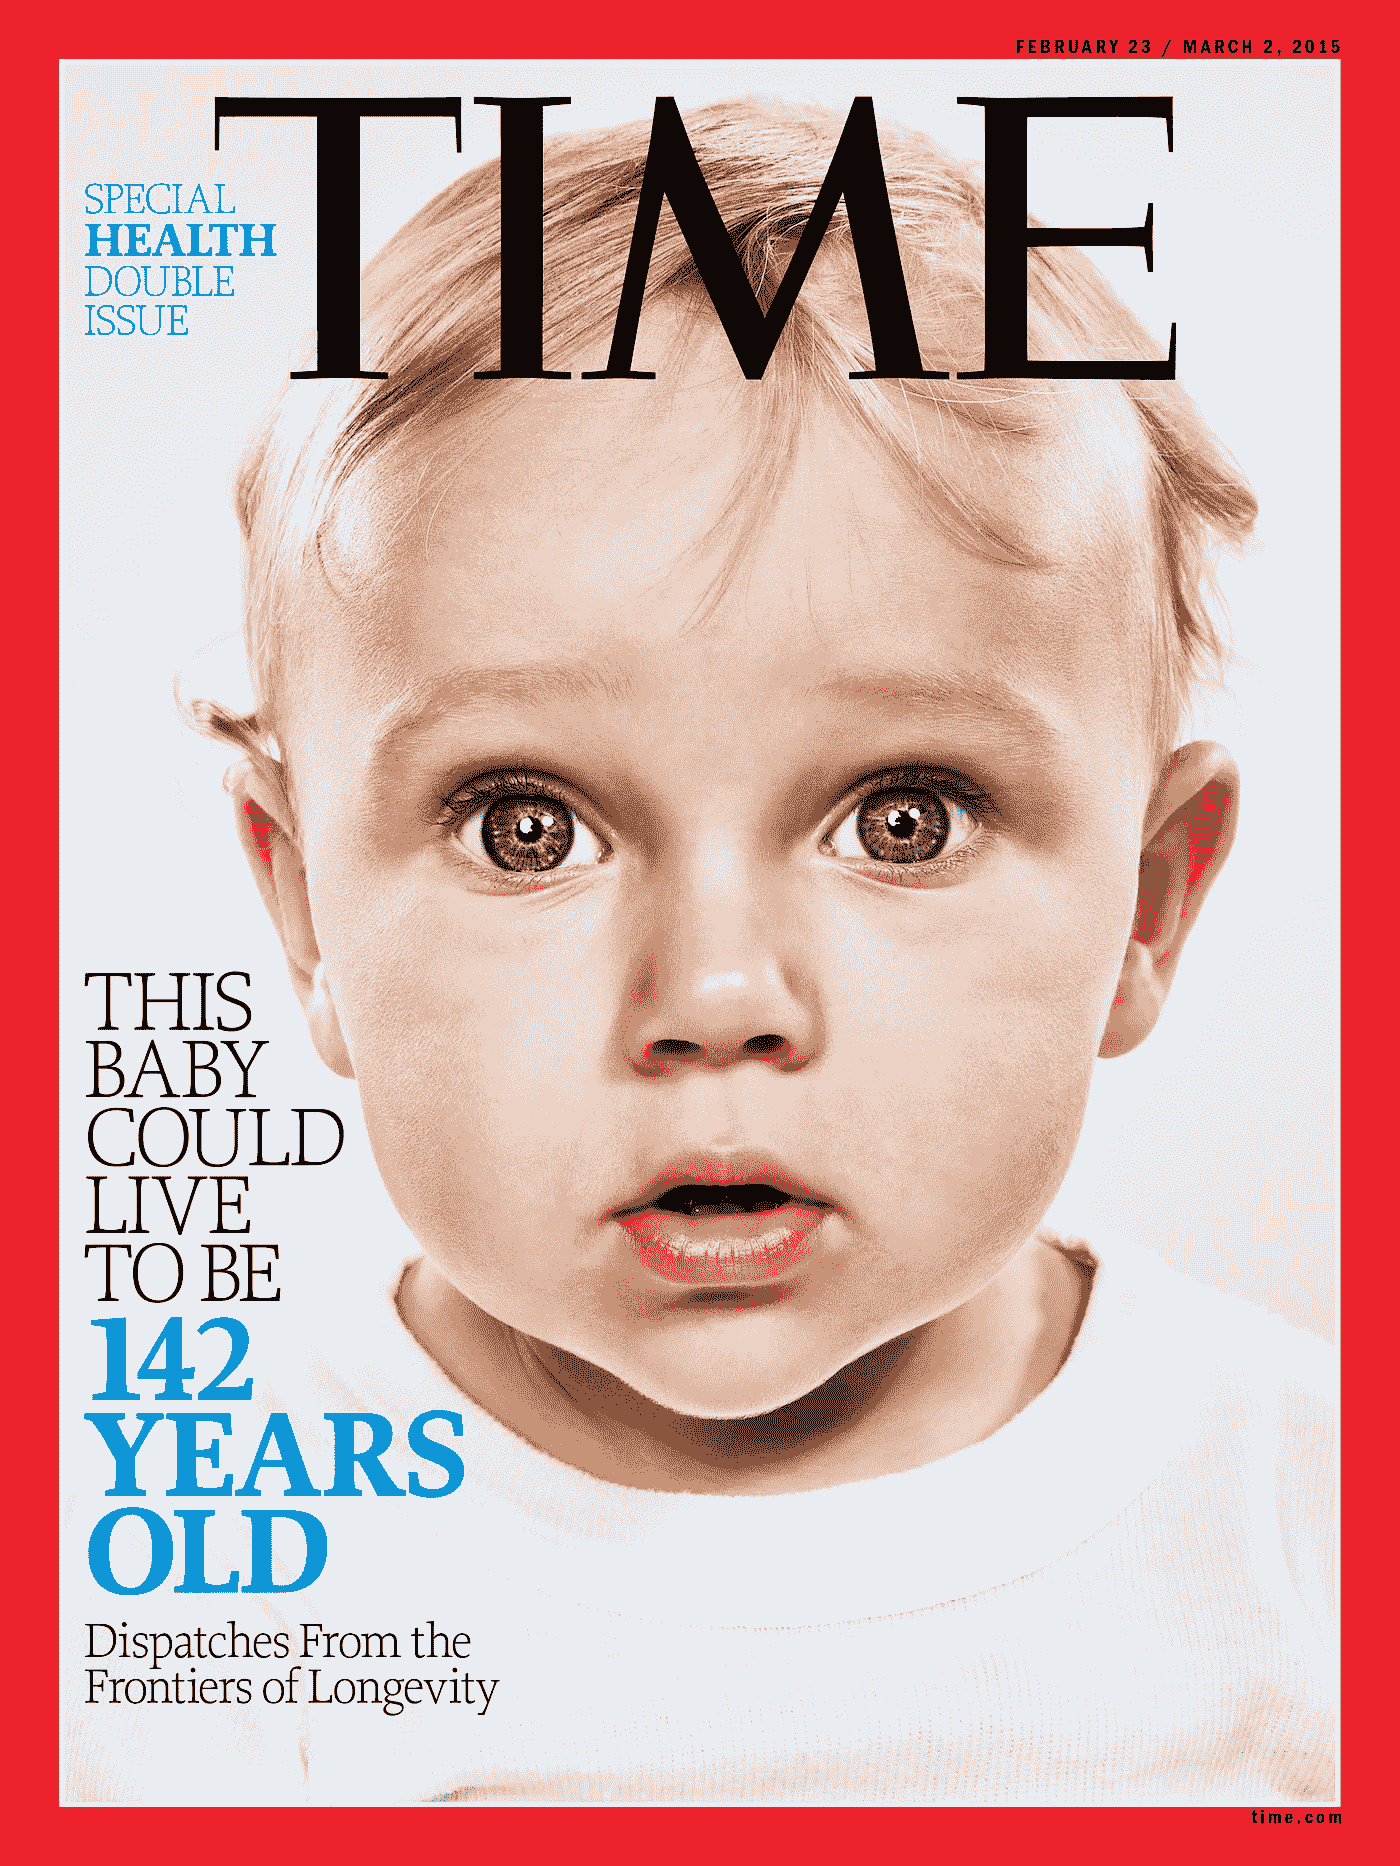 FEBRUARY 23 / MARCH 2, 2015
TIME
SPECIAL
HEALTH
DOUBLE
ISSUE
THIS
BABY
COULD
LIVE
TO BE
142
YEARS
OLD
Dispatches From the
Frontiers of Longevity
time.com